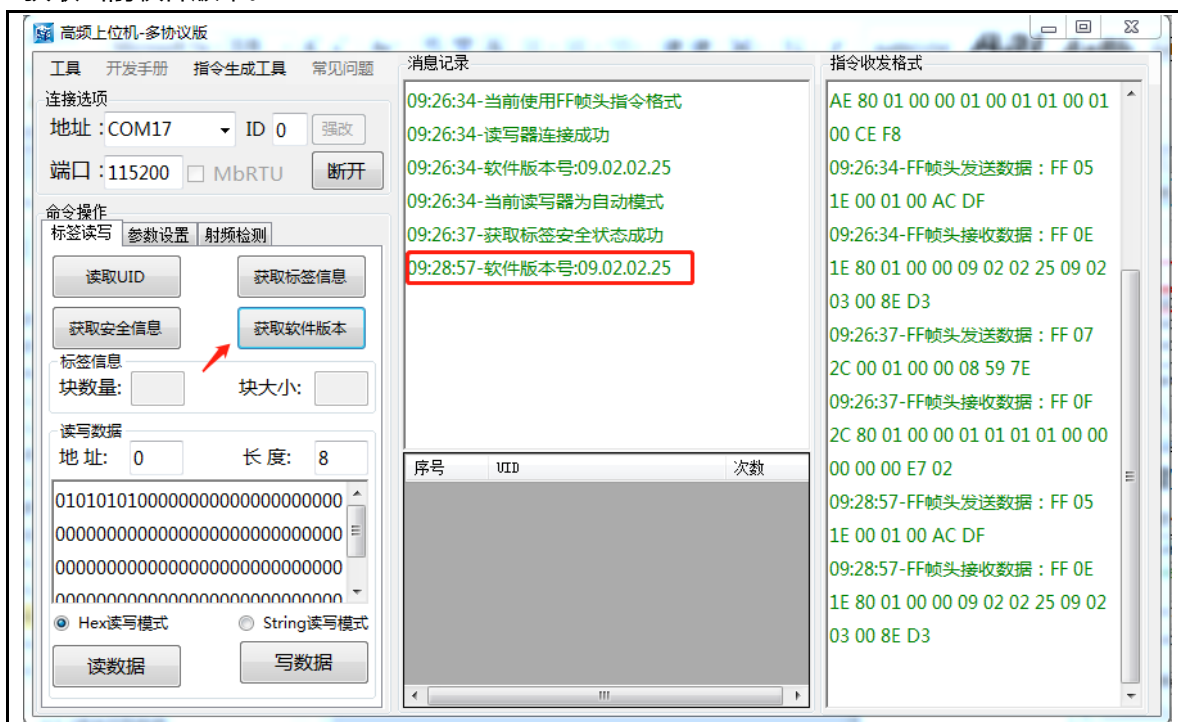 高频上位机-多协议版
工具 开发手册 指令生成工具 常见问题
连接选项
地址：COM17 ID 0 强改
端口：115200 MbRTU 断开
命令操作
标签读写 参数设置 射频检测
读取UID 获取标签信息
获取安全信息 获取软件版本
标签信息
块数量: 块大小:
读写数据
地 址: 0 长 度: 8
0101010100000000000000000000
0000000000000000000000000000
0000000000000000000000000000
0000000000000000000000000000
Hex读写模式 String读写模式
读数据 写数据
消息记录
09:26:34-当前使用FF帧头指令格式
09:26:34-读写器连接成功
09:26:34-软件版本号:09.02.02.25
09:26:34-当前读写器为自动模式
09:26:37-获取标签安全状态成功
09:28:57-软件版本号:09.02.02.25
序号 UID 次数
指令收发格式
AE 80 01 00 00 01 00 01 01 00 01
00 CE F8
09:26:34-FF帧头发送数据：FF 05
1E 00 01 00 AC DF
09:26:34-FF帧头接收数据：FF 0E
1E 80 01 00 00 09 02 02 25 09 02
03 00 8E D3
09:26:37-FF帧头发送数据：FF 07
2C 00 01 00 00 08 59 7E
09:26:37-FF帧头接收数据：FF 0F
2C 80 01 00 00 01 01 01 01 00 00
00 00 00 E7 02
09:28:57-FF帧头发送数据：FF 05
1E 00 01 00 AC DF
09:28:57-FF帧头接收数据：FF 0E
1E 80 01 00 00 09 02 02 25 09 02
03 00 8E D3